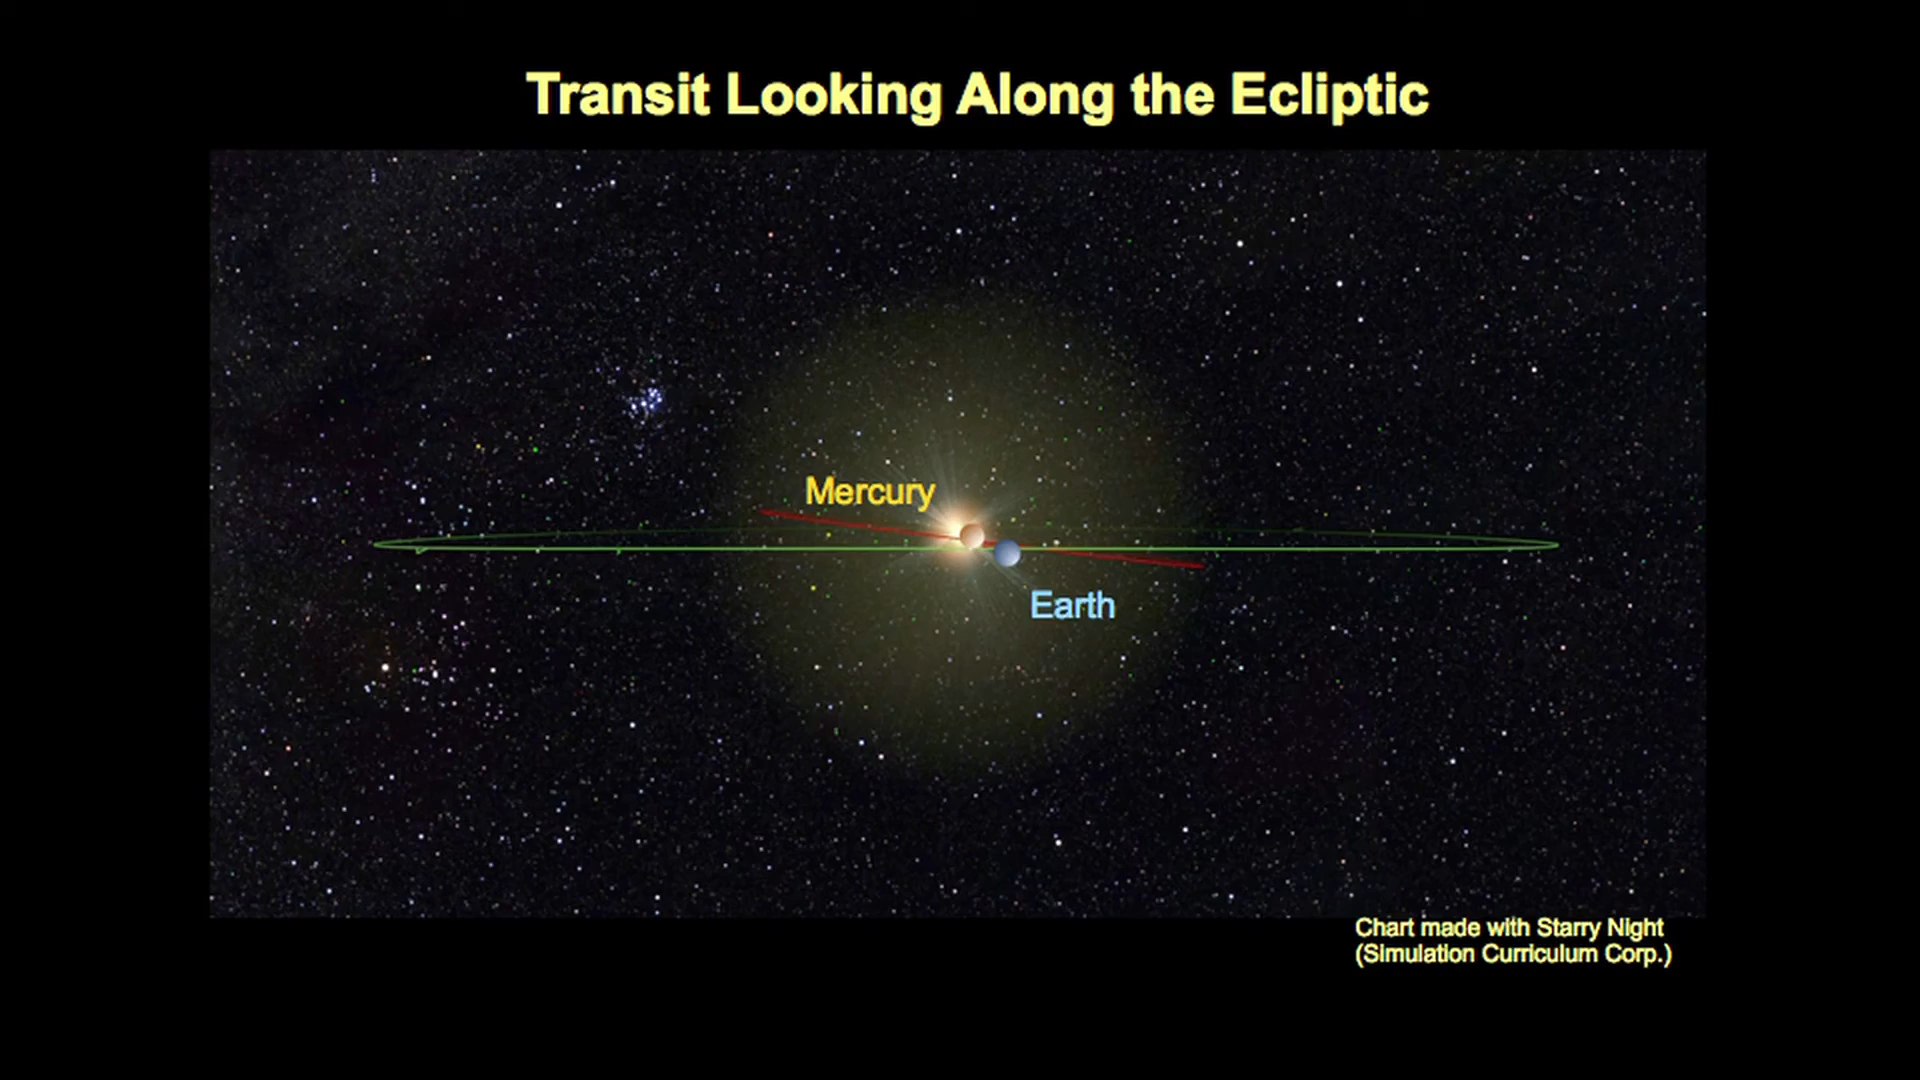 Transit Looking Along the Ecliptic
Mercury
Earth
Chart made with Starry Night
(Simulation Curriculum Corp.)